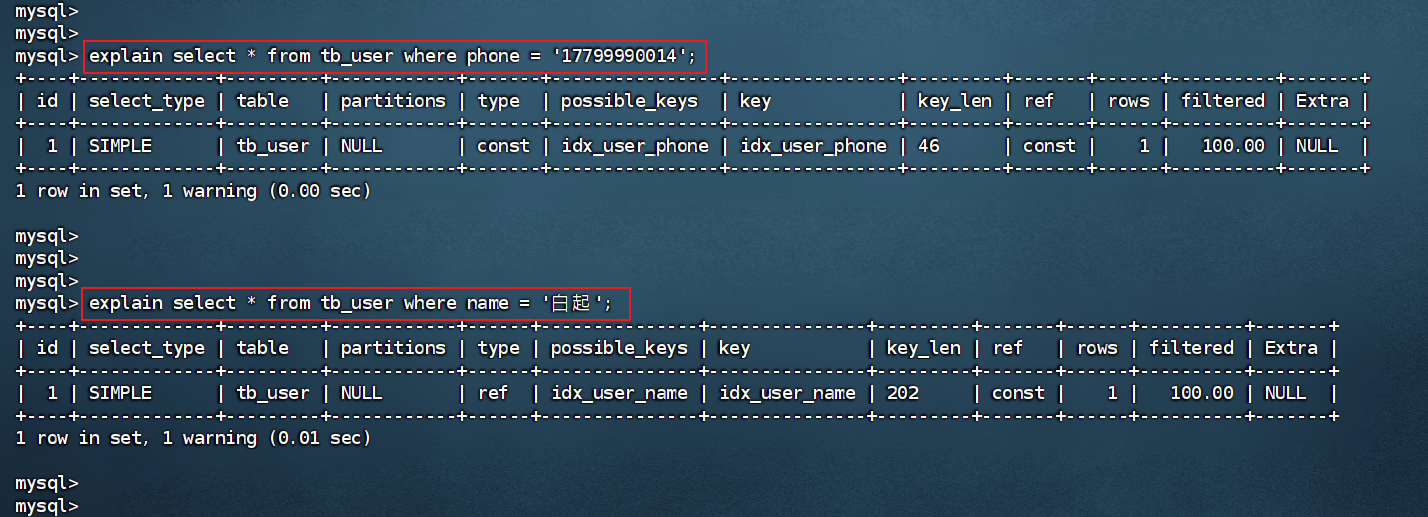 mysql>
mysql>
mysql> explain select * from tb_user where phone = '17799990014';
+----+-------------+---------+------------+-------+----------------+----------------+---------+-------+------+----------+-------+
| id | select_type | table   | partitions | type  | possible_keys  | key            | key_len | ref   | rows | filtered | Extra |
+----+-------------+---------+------------+-------+----------------+----------------+---------+-------+------+----------+-------+
|  1 | SIMPLE      | tb_user | NULL       | const | idx_user_phone | idx_user_phone | 46      | const |    1 |   100.00 | NULL  |
+----+-------------+---------+------------+-------+----------------+----------------+---------+-------+------+----------+-------+
1 row in set, 1 warning (0.00 sec)
mysql>
mysql>
mysql>
mysql> explain select * from tb_user where name = '白起';
+----+-------------+---------+------------+------+---------------+---------------+---------+-------+------+----------+-------+
| id | select_type | table   | partitions | type | possible_keys | key           | key_len | ref   | rows | filtered | Extra |
+----+-------------+---------+------------+------+---------------+---------------+---------+-------+------+----------+-------+
|  1 | SIMPLE      | tb_user | NULL       | ref  | idx_user_name | idx_user_name | 202     | const |    1 |   100.00 | NULL  |
+----+-------------+---------+------------+------+---------------+---------------+---------+-------+------+----------+-------+
1 row in set, 1 warning (0.01 sec)
mysql>
mysql>